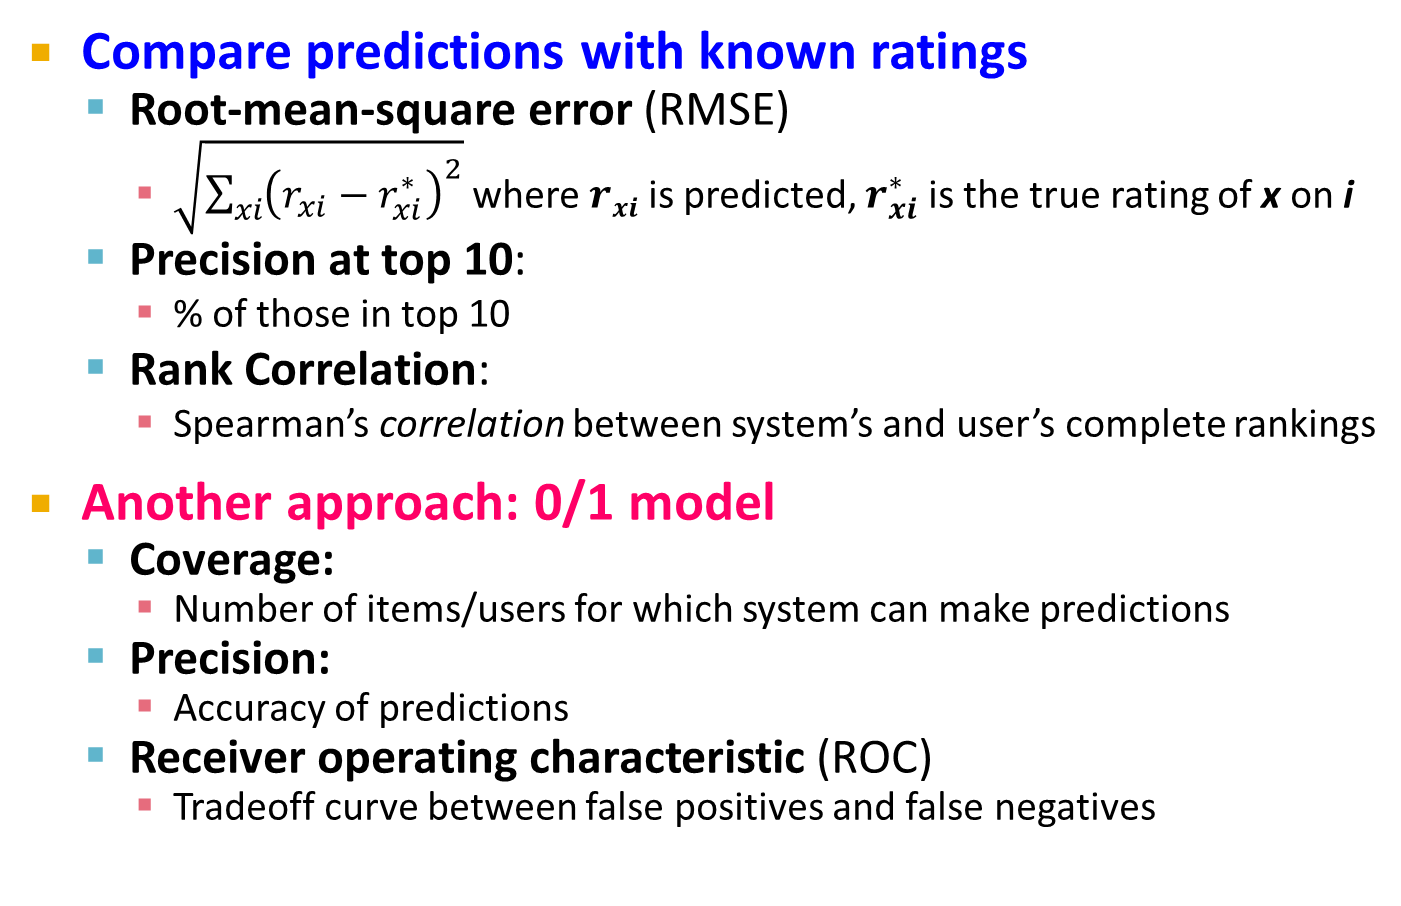 Compare predictions with known ratings
Root-mean-square error (RMSE)
√∑xi(rxi − r*xi)² where rxi is predicted, r*xi is the true rating of x on i
Precision at top 10:
% of those in top 10
Rank Correlation:
Spearman’s correlation between system’s and user’s complete rankings
Another approach: 0/1 model
Coverage:
Number of items/users for which system can make predictions
Precision:
Accuracy of predictions
Receiver operating characteristic (ROC)
Tradeoff curve between false positives and false negatives